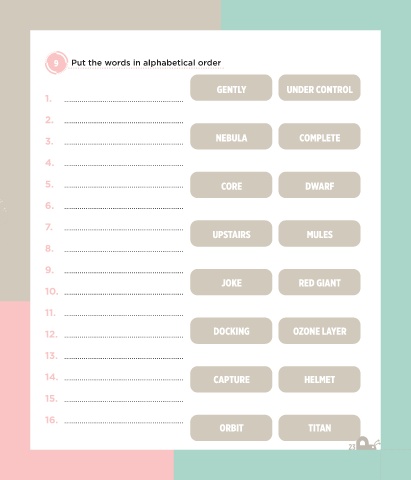 9 Put the words in alphabetical order
1. GENTLY UNDER CONTROL
2.
3. NEBULA COMPLETE
4.
5. CORE DWARF
6.
7. UPSTAIRS MULES
8.
9. JOKE RED GIANT
10.
11.
12. DOCKING OZONE LAYER
13.
14. CAPTURE HELMET
15.
16. ORBIT TITAN